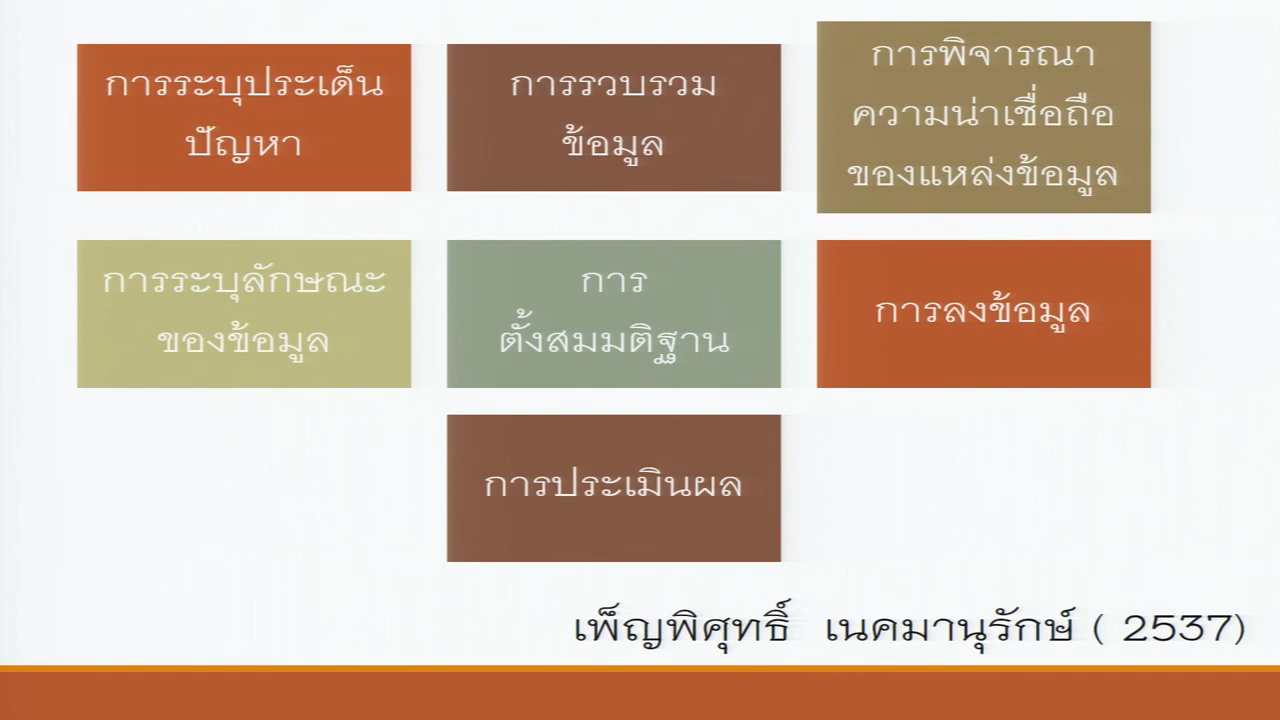 การระบุประเด็น
ปัญหา
การรวบรวม
ข้อมูล
การพิจารณา
ความน่าเชื่อถือ
ของแหล่งข้อมูล
การระบุลักษณะ
ของข้อมูล
การ
ตั้งสมมติฐาน
การลงข้อมูล
การประเมินผล
เพ็ญพิศุทธิ์ เนคมานุรักษ์ ( 2537)